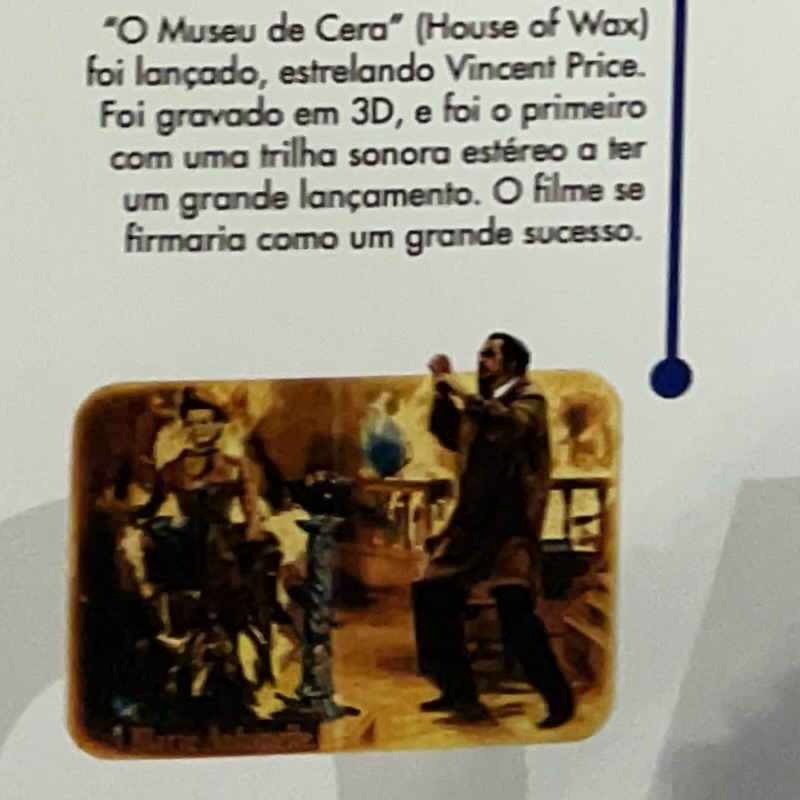 "O Museu de Cera" (House of Wax)
foi lançado, estrelando Vincent Price.
Foi gravado em 3D, e foi o primeiro
com uma trilha sonora estéreo a ter
um grande lançamento. O filme se
firmaria como um grande sucesso.